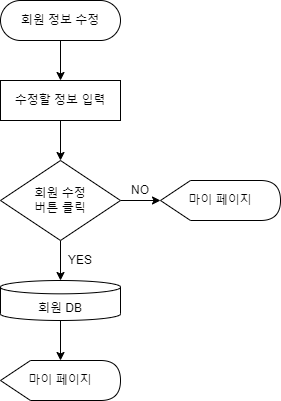 회원 정보 수정
수정할 정보 입력
회원 수정
버튼 클릭
NO
마이 페이지
YES
회원 DB
마이 페이지